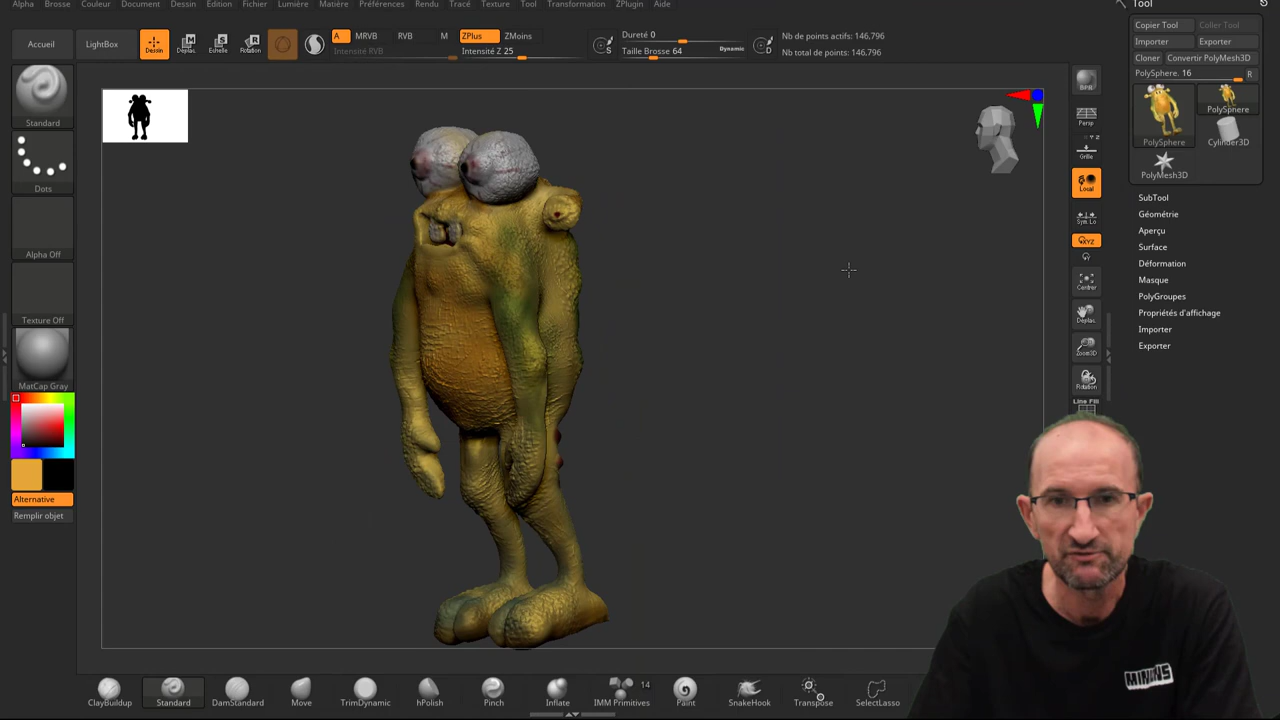 Alpha Brosse Couleur Document Dessin Edition Fichier Lumière Matière Préférences Rendu Tracé Texture Tool Transformation ZPlugin Aide
Accueil
LightBox
Dessin
Déplac.
Echelle
Rotation
A MRVB RVB M
Intensité RVB
ZPlus ZMoins
Intensité Z 25
S
Dureté 0
Taille Brosse 64
Dynamic
D
Nb de points actifs: 146,796
Nb total de points: 146,796
Tool
Copier Tool
Coller Tool
Importer
Exporter
Cloner
Convertir PolyMesh3D
PolySphere. 16
R
PolySphere
PolySphere
Cylinder3D
PolyMesh3D
SubTool
Géométrie
Aperçu
Surface
Déformation
Masque
PolyGroupes
Propriétés d'affichage
Importer
Exporter
Standard
Dots
Alpha Off
Texture Off
MatCap Gray
Alternative
Remplir objet
BPR
Persp
Grille
Local
Sym. Lo
XYZ
Centrer
Déplac.
Zoom3D
Rotation
Line Fill
ClayBuildup
Standard
DamStandard
Move
TrimDynamic
hPolish
Pinch
Inflate
14
IMM Primitives
Paint
SnakeHook
Transpose
SelectLasso
MININS